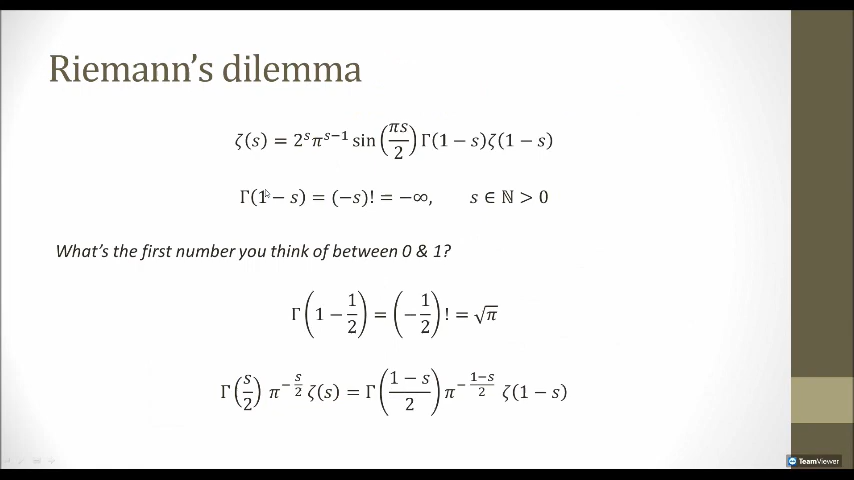 Riemann's dilemma
ζ(s) = 2^s π^{s−1} sin(πs/2) Γ(1 − s)ζ(1 − s)
Γ(1 − s) = (−s)! = −∞, s ∈ ℕ > 0
What's the first number you think of between 0 & 1?
Γ(1 − 1/2) = (−1/2)! = √π
Γ(s/2) π^{−s/2} ζ(s) = Γ((1 − s)/2) π^{−(1−s)/2} ζ(1 − s)
TeamViewer